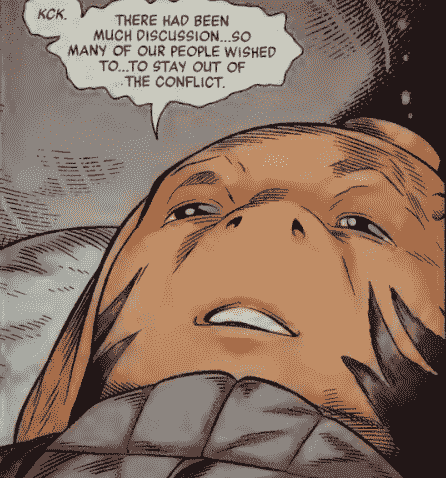 KCK.
THERE HAD BEEN
MUCH DISCUSSION...SO
MANY OF OUR PEOPLE WISHED
TO...TO STAY OUT OF
THE CONFLICT.